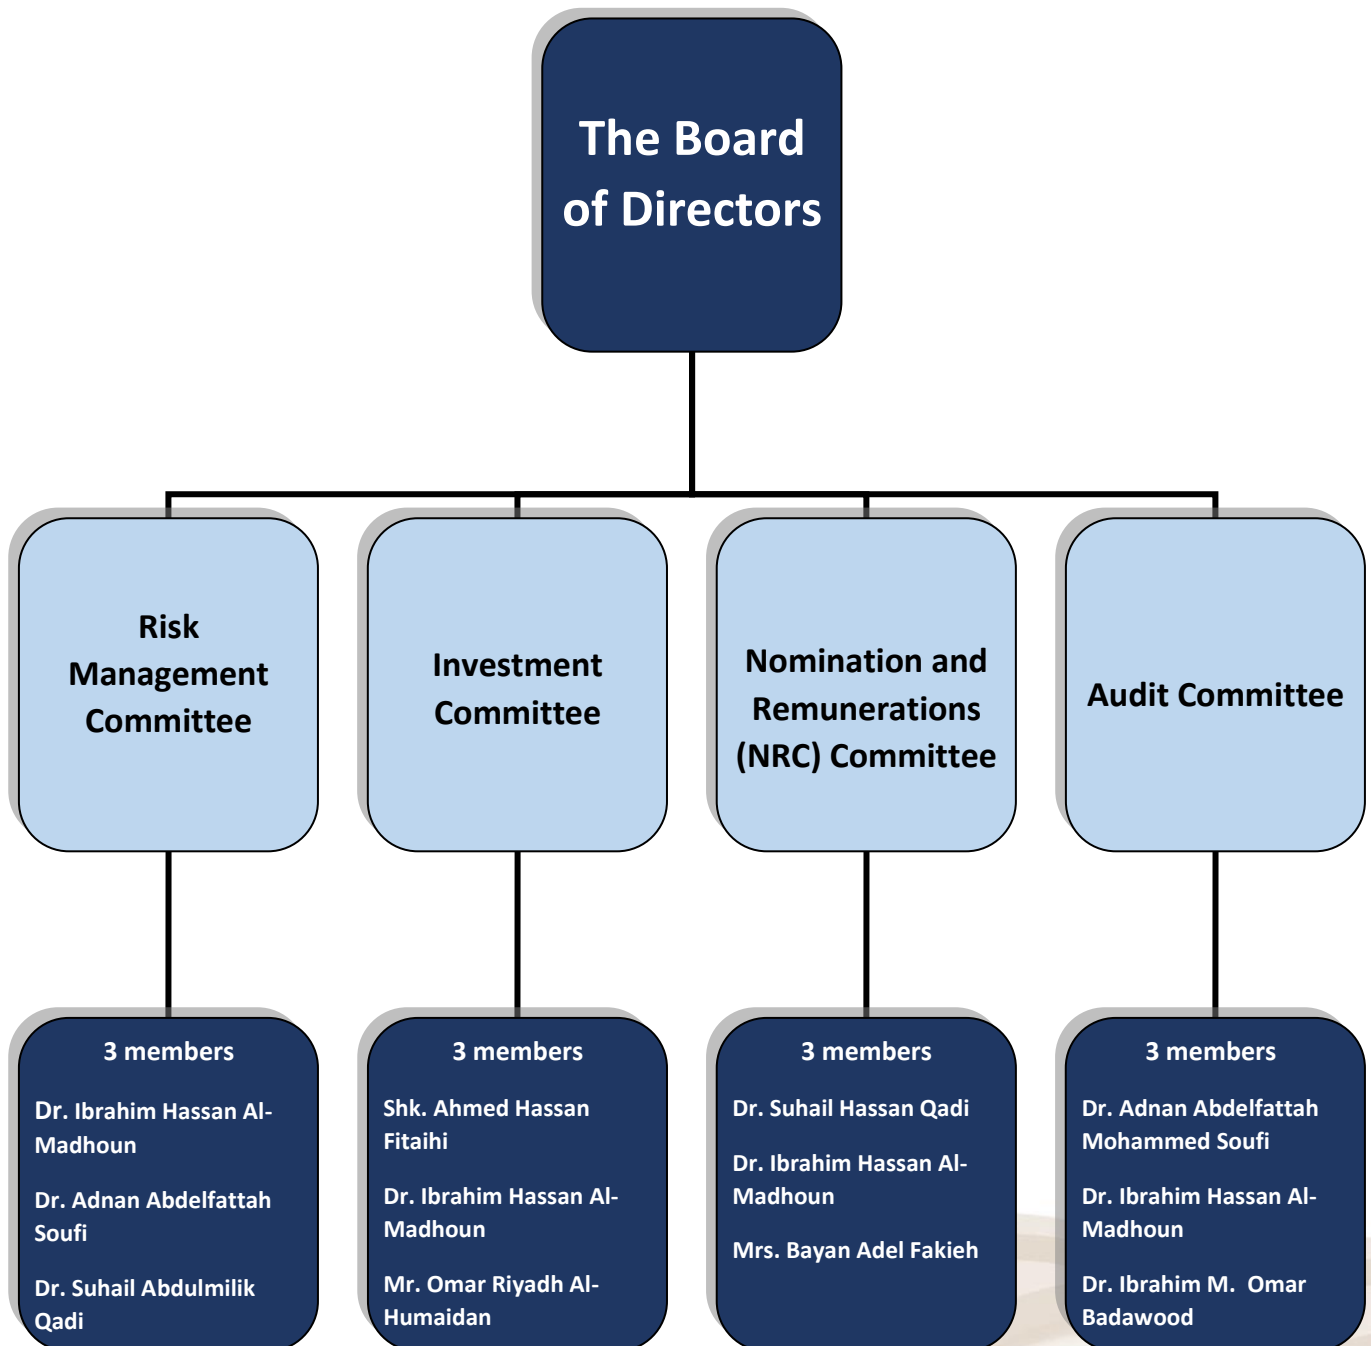 The Board
of Directors
Risk
Management
Committee
Investment
Committee
Nomination and
Remunerations
(NRC) Committee
Audit Committee
3 members
Dr. Ibrahim Hassan Al-
Madhoun
Dr. Adnan Abdelfattah
Soufi
Dr. Suhail Abdulmilik
Qadi
3 members
Shk. Ahmed Hassan
Fitaihi
Dr. Ibrahim Hassan Al-
Madhoun
Mr. Omar Riyadh Al-
Humaidan
3 members
Dr. Suhail Hassan Qadi
Dr. Ibrahim Hassan Al-
Madhoun
Mrs. Bayan Adel Fakieh
3 members
Dr. Adnan Abdelfattah
Mohammed Soufi
Dr. Ibrahim Hassan Al-
Madhoun
Dr. Ibrahim M.  Omar
Badawood